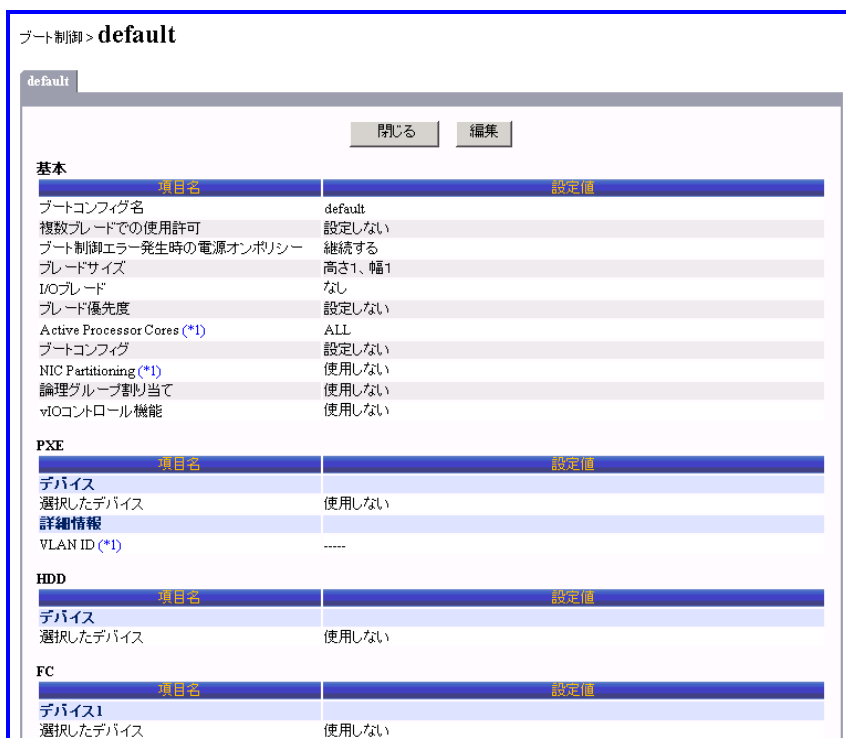 ブート制御 > default
default
閉じる 編集
基本
項目名 設定値
ブートコンフィグ名 default
複数ブレードでの使用許可 設定しない
ブート制御エラー発生時の電源オンポリシー 継続する
ブレードサイズ 高さ1、幅1
I/Oブレード なし
ブレード優先度 設定しない
Active Processor Cores (*1) ALL
ブートコンフィグ 設定しない
NIC Partitioning (*1) 使用しない
論理グループ割り当て 使用しない
vIOコントロール機能 使用しない
PXE
項目名 設定値
デバイス
選択したデバイス 使用しない
詳細情報
VLAN ID (*1) -----
HDD
項目名 設定値
デバイス
選択したデバイス 使用しない
FC
項目名 設定値
デバイス1
選択したデバイス 使用しない